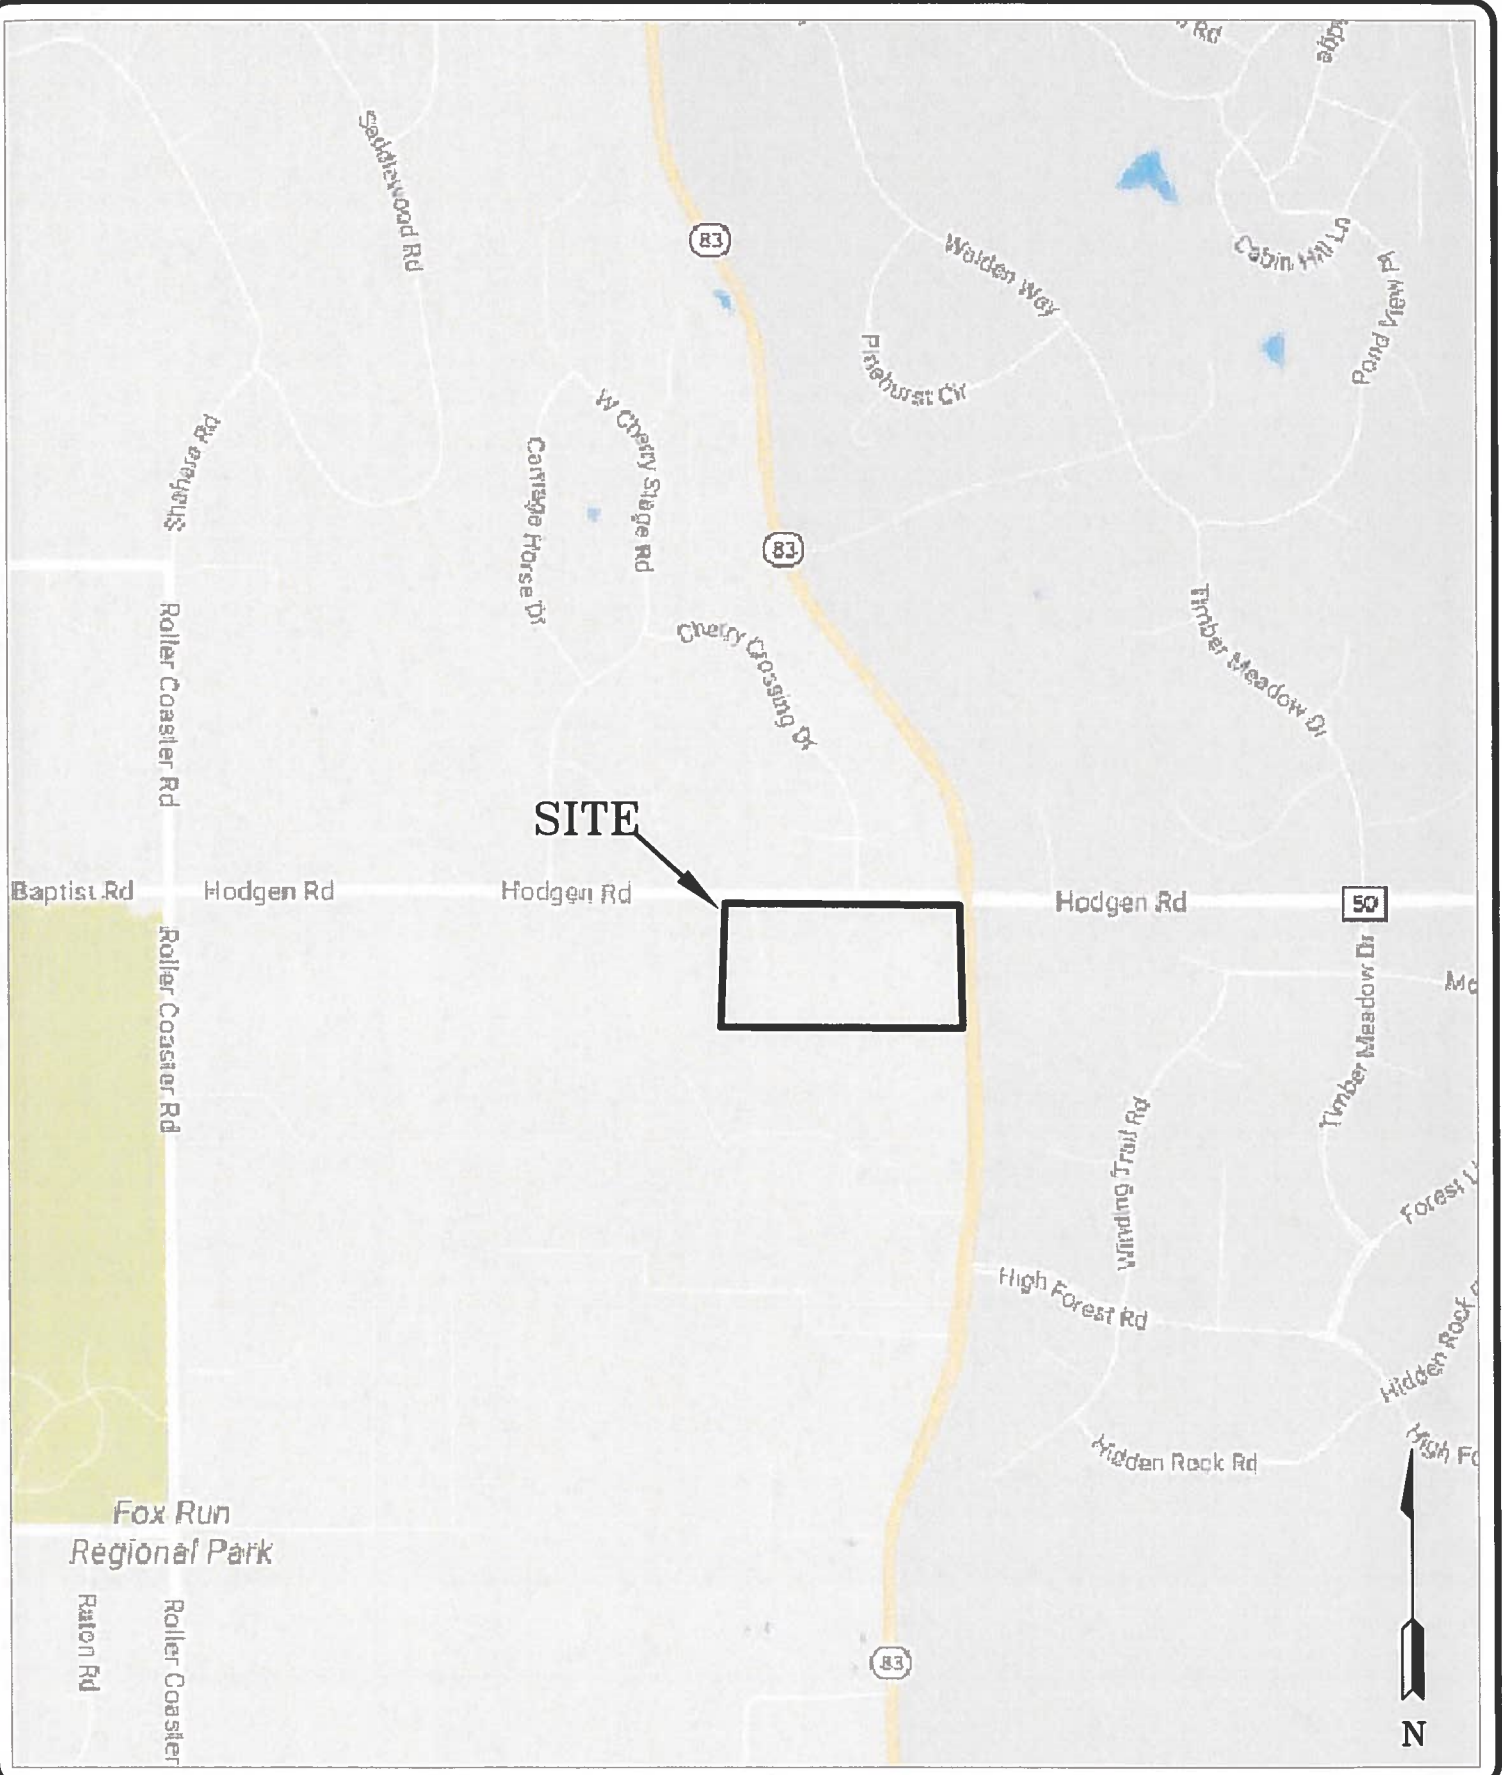 Rd
Saddlewood Rd
83
Walden Way
Cabin Hill Ln
Pond View Pl
Pinehurst Cir
W Cherry Stage Rd
Shahara Rd
Carriage Horse Dr
83
Timber Meadow Dr
Roller Coaster Rd
Cherry Crossing Dr
SITE
Baptist Rd
Hodgen Rd
Hodgen Rd
Hodgen Rd
50
Roller Coaster Rd
Timber Meadow Dr
Winding Trail Rd
Forest
High Forest Rd
Hidden Rock
Hidden Rock Rd
High Fo
Fox Run
Regional Park
Raton Rd
Roller Coaster
83
N